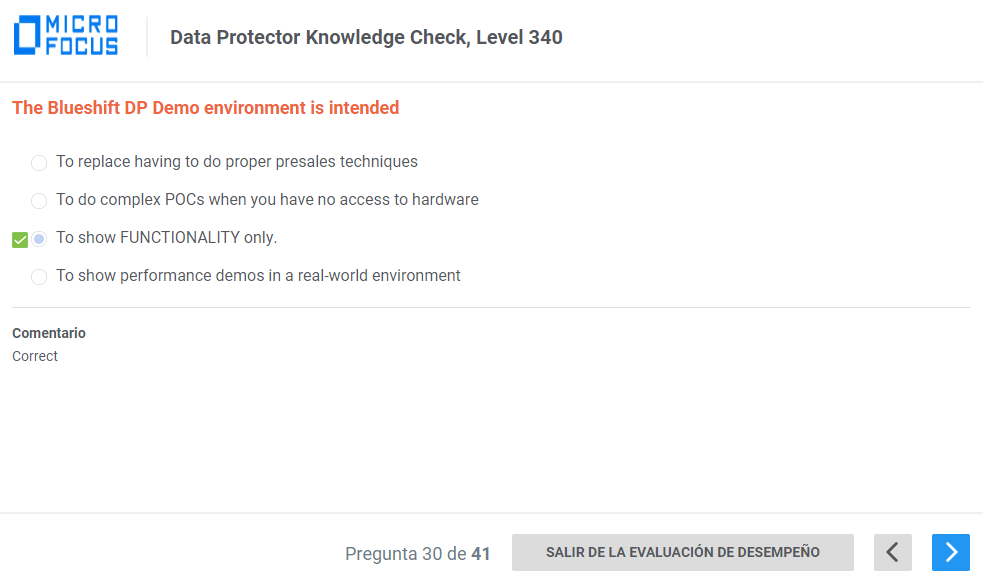 MICRO
FOCUS
Data Protector Knowledge Check, Level 340
The Blueshift DP Demo environment is intended
To replace having to do proper presales techniques
To do complex POCs when you have no access to hardware
To show FUNCTIONALITY only.
To show performance demos in a real-world environment
Comentario
Correct
Pregunta 30 de 41
SALIR DE LA EVALUACIÓN DE DESEMPEÑO